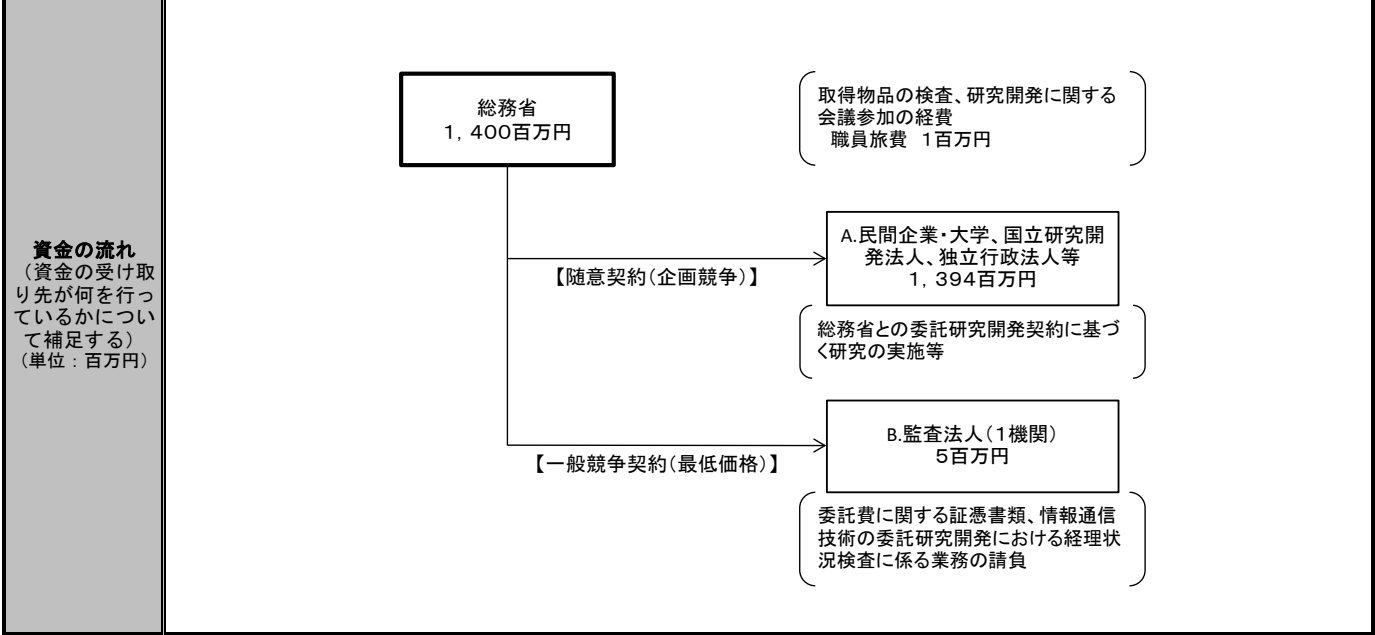 資金の流れ
（資金の受け取
り先が何を行っ
ているかについ
て補足する）
（単位：百万円）
総務省
1，400百万円
取得物品の検査、研究開発に関する
会議参加の経費
職員旅費　1百万円
A.民間企業・大学、国立研究開
発法人、独立行政法人等
1，394百万円
【随意契約（企画競争）】
総務省との委託研究開発契約に基づ
く研究の実施等
B.監査法人（1機関）
5百万円
【一般競争契約（最低価格）】
委託費に関する証憑書類、情報通信
技術の委託研究開発における経理状
況検査に係る業務の請負